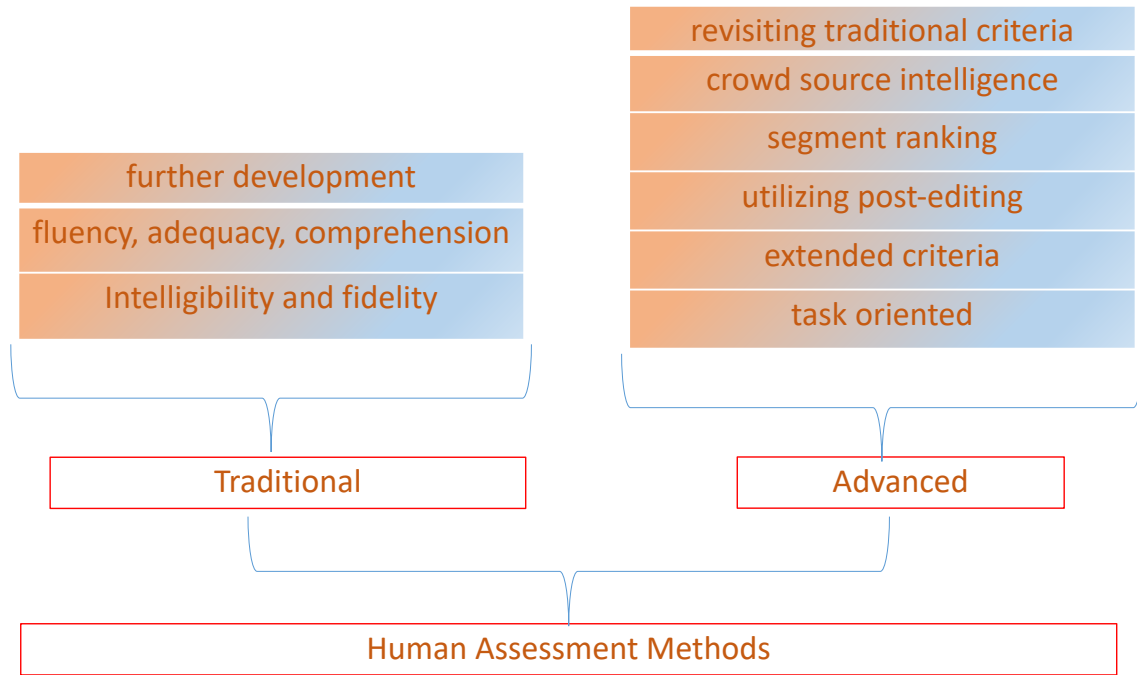 revisiting traditional criteria
crowd source intelligence
segment ranking
utilizing post-editing
extended criteria
task oriented
further development
fluency, adequacy, comprehension
Intelligibility and fidelity
Traditional
Advanced
Human Assessment Methods